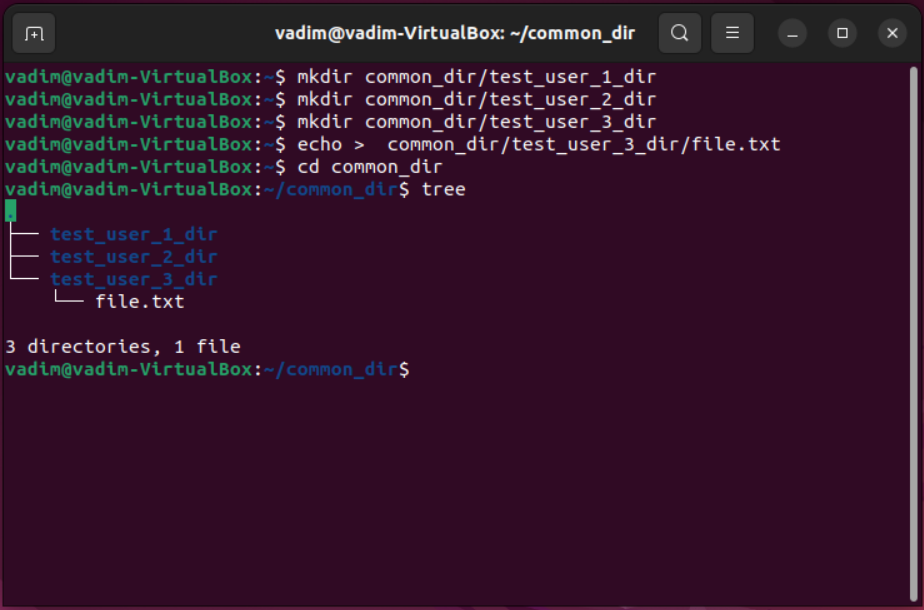 vadim@vadim-VirtualBox: ~/common_dir
vadim@vadim-VirtualBox:~$ mkdir common_dir/test_user_1_dir
vadim@vadim-VirtualBox:~$ mkdir common_dir/test_user_2_dir
vadim@vadim-VirtualBox:~$ mkdir common_dir/test_user_3_dir
vadim@vadim-VirtualBox:~$ echo >  common_dir/test_user_3_dir/file.txt
vadim@vadim-VirtualBox:~$ cd common_dir
vadim@vadim-VirtualBox:~/common_dir$ tree
.
├── test_user_1_dir
├── test_user_2_dir
└── test_user_3_dir
    └── file.txt
3 directories, 1 file
vadim@vadim-VirtualBox:~/common_dir$